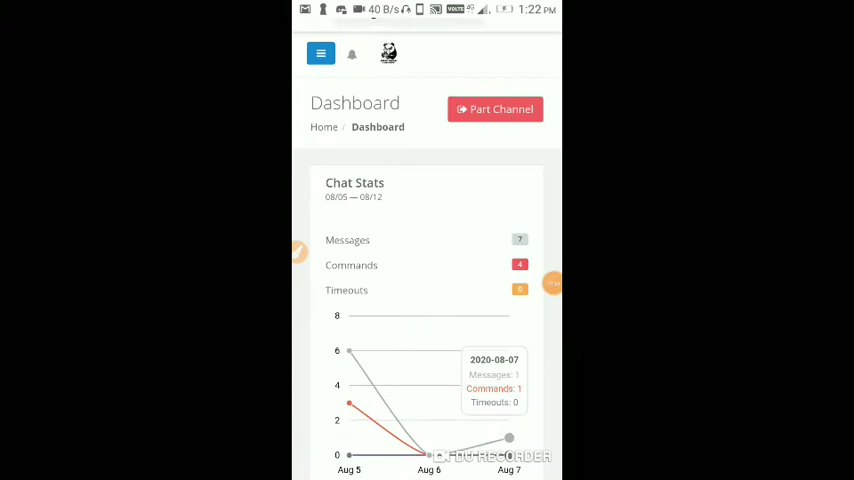 40 B/s VOLTE 4G 1:22 PM
Dashboard
Part Channel
Home / Dashboard
Chat Stats
08/05 — 08/12
Messages 7
Commands 4
Timeouts 0
8
6
4
2
0
2020-08-07
Messages: 1
Commands: 1
Timeouts: 0
DU RECORDER
Aug 5 Aug 6 Aug 7